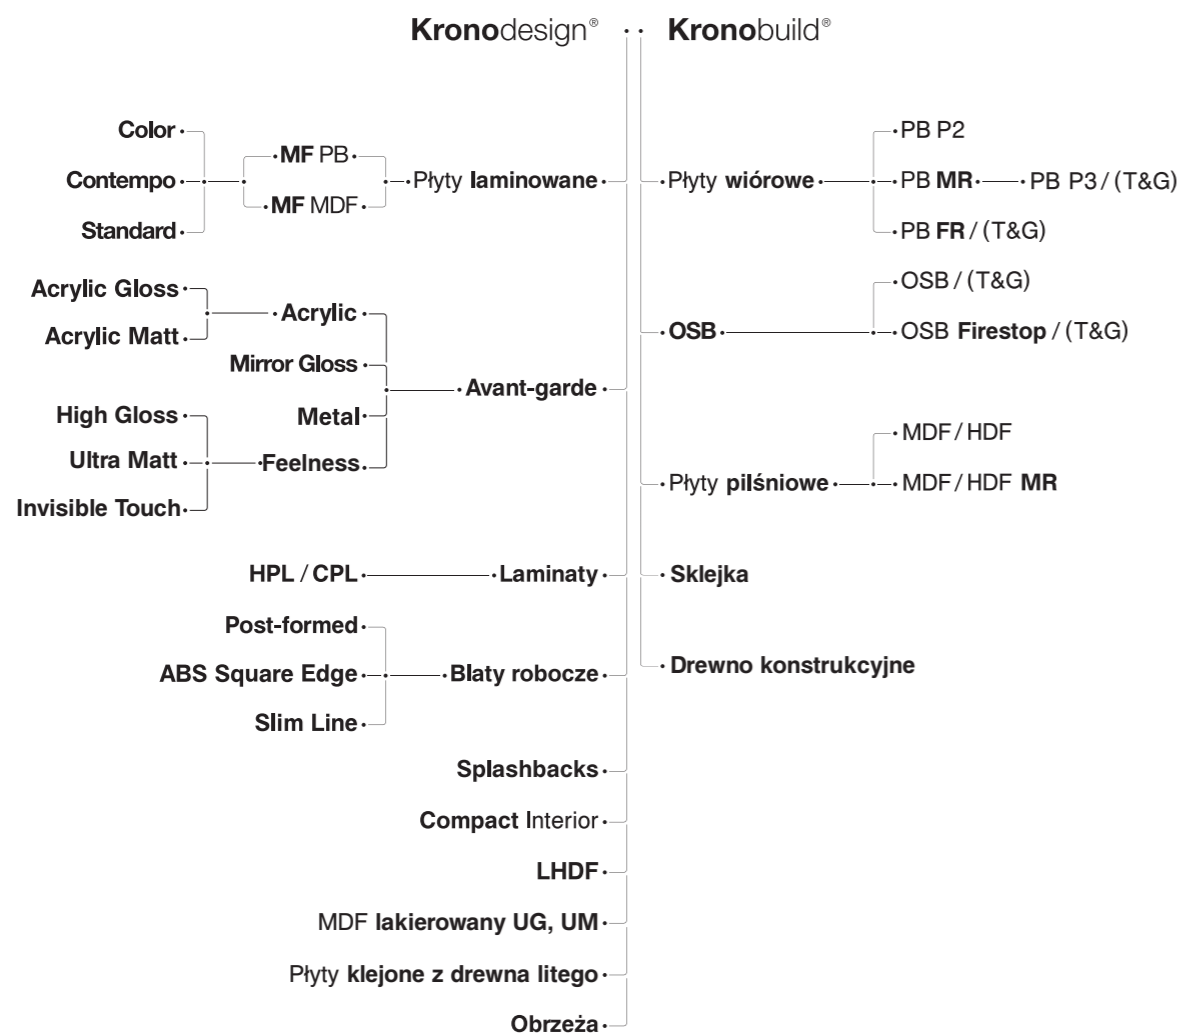 Kronodesign®
Kronobuild®
Color
Contempo
Standard
MF PB
MF MDF
Płyty laminowane
Acrylic Gloss
Acrylic Matt
Acrylic
Mirror Gloss
Metal
High Gloss
Ultra Matt
Invisible Touch
Feelness
Avant-garde
HPL / CPL
Laminaty
Post-formed
ABS Square Edge
Slim Line
Blaty robocze
Splashbacks
Compact Interior
LHDF
MDF lakierowany UG, UM
Płyty klejone z drewna litego
Obrzeża
Płyty wiórowe
PB P2
PB MR
PB P3 / (T&G)
PB FR / (T&G)
OSB
OSB / (T&G)
OSB Firestop / (T&G)
Płyty pilśniowe
MDF / HDF
MDF / HDF MR
Sklejka
Drewno konstrukcyjne